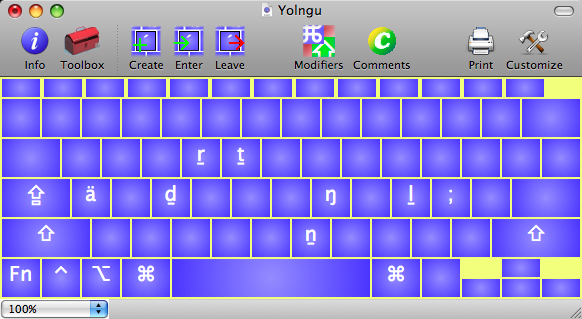 Yolngu
Info Toolbox Create Enter Leave Modifiers Comments Print Customize
ṟ ṯ
⇪ ä ḏ ŋ ḻ ;
⇧ ṉ ⇧
Fn ^ ⌥ ⌘ ⌘
100%